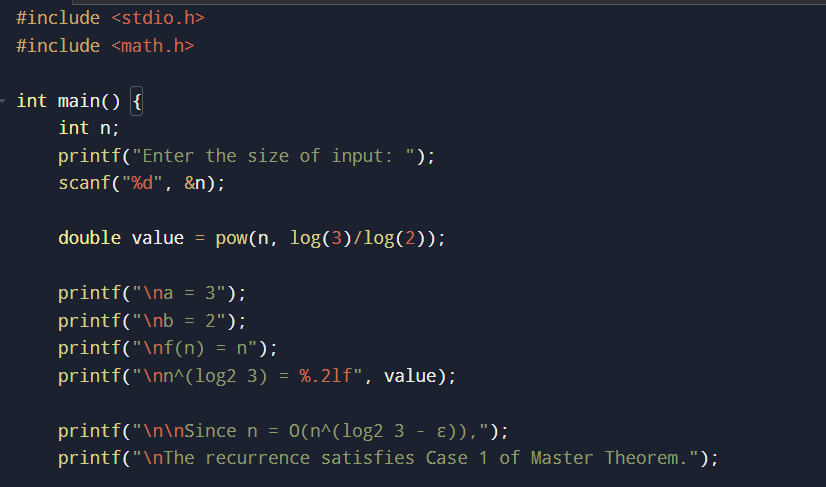 #include <stdio.h>
#include <math.h>
int main() {
int n;
printf("Enter the size of input: ");
scanf("%d", &n);
double value = pow(n, log(3)/log(2));
printf("\na = 3");
printf("\nb = 2");
printf("\nf(n) = n");
printf("\nn^(log2 3) = %.2lf", value);
printf("\n\nSince n = O(n^(log2 3 - ε)),");
printf("\nThe recurrence satisfies Case 1 of Master Theorem.");